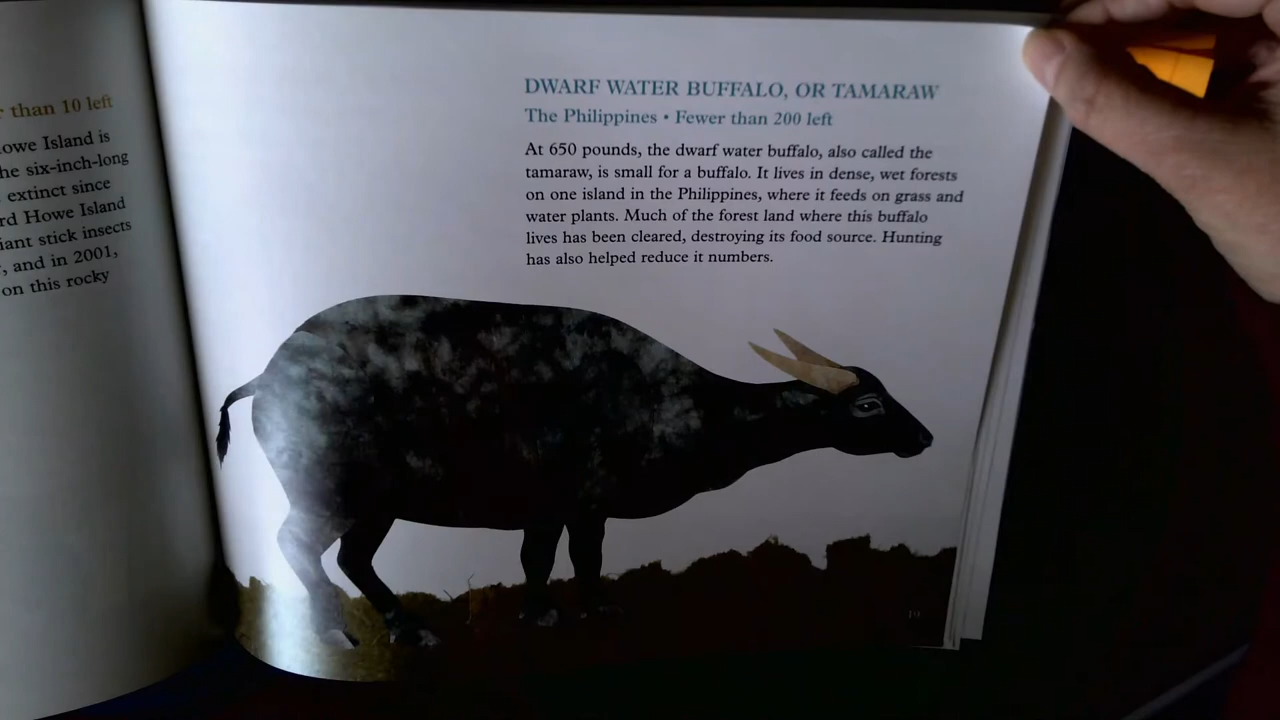 r than 10 left
owe Island is
he six-inch-long
extinct since
rd Howe Island
iant stick insects
, and in 2001,
on this rocky
DWARF WATER BUFFALO, OR TAMARAW
The Philippines • Fewer than 200 left
At 650 pounds, the dwarf water buffalo, also called the
tamaraw, is small for a buffalo. It lives in dense, wet forests
on one island in the Philippines, where it feeds on grass and
water plants. Much of the forest land where this buffalo
lives has been cleared, destroying its food source. Hunting
has also helped reduce it numbers.
19